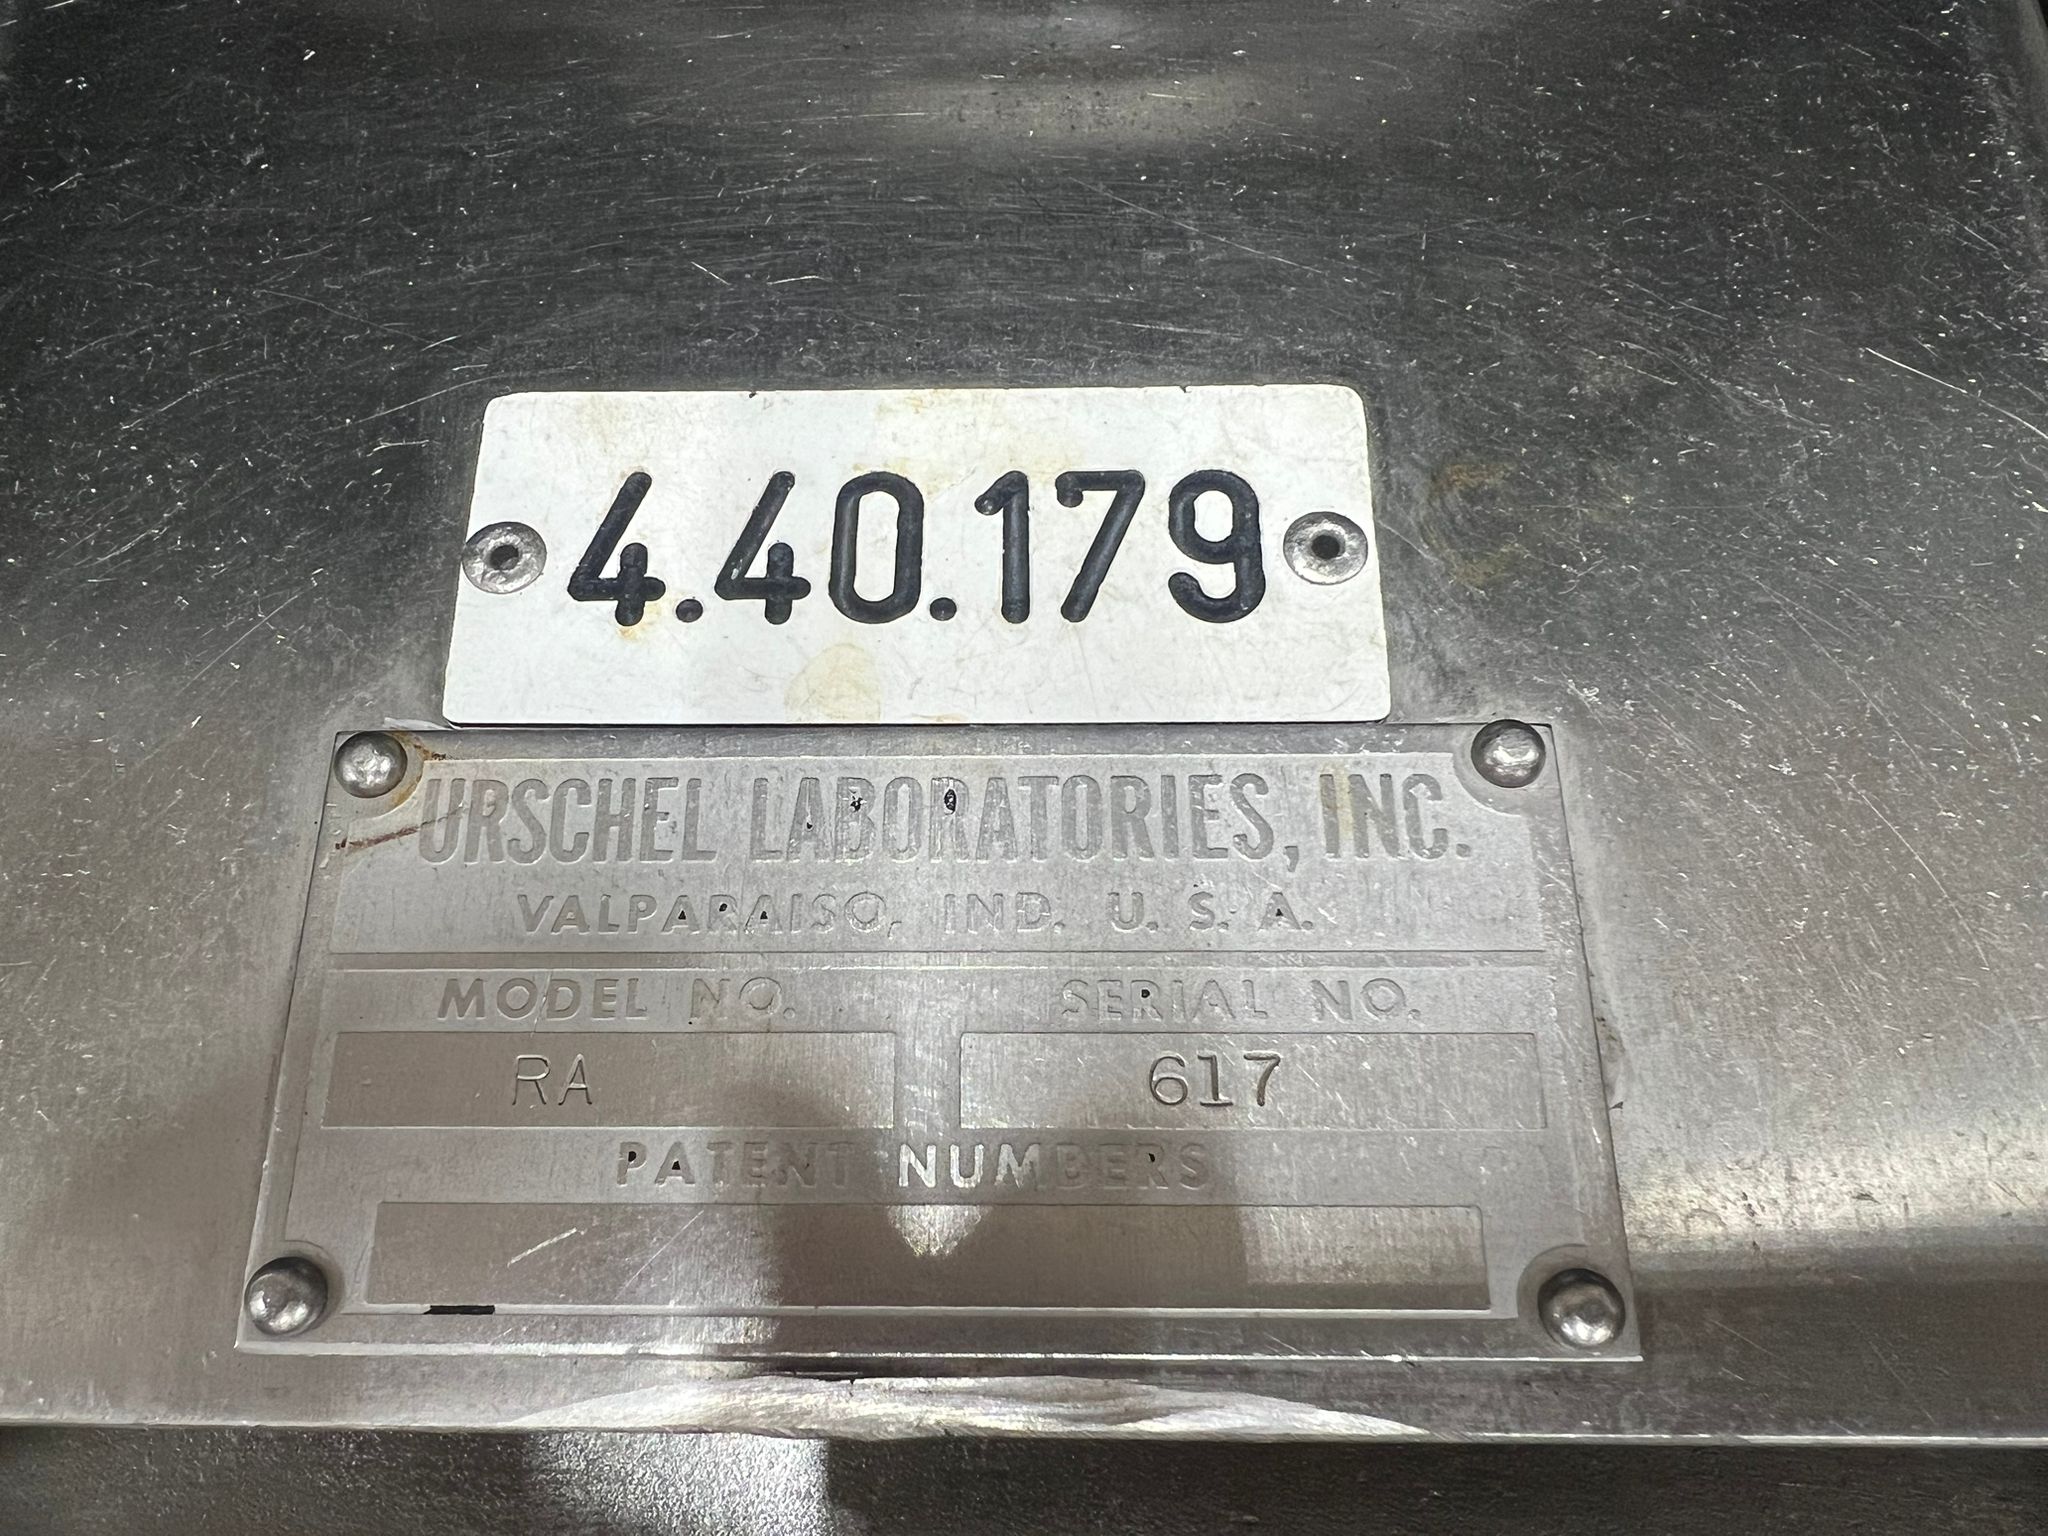 4.40.179
URSCHEL LABORATORIES, INC.
VALPARAISO, IND. U. S. A.
MODEL NO. SERIAL NO.
RA 617
PATENT NUMBERS